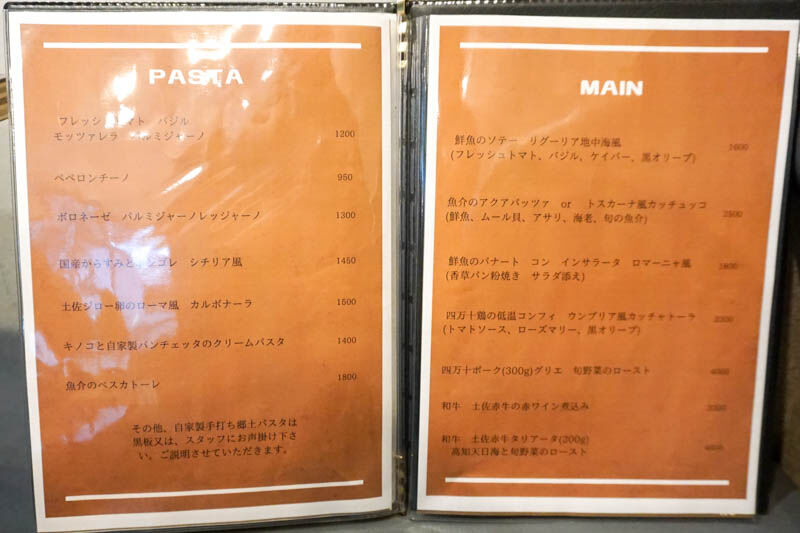 PASTA
フレッシュトマト　バジル
モッツァレラ　パルミジャーノ 1200
ペペロンチーノ 950
ボロネーゼ　パルミジャーノレッジャーノ 1300
国産からすみとボンゴレ　シチリア風 1450
土佐ジロー卵のローマ風　カルボナーラ 1500
キノコと自家製パンチェッタのクリームパスタ 1400
魚介のペスカトーレ 1800
その他、自家製手打ち郷土パスタは
黒板又は、スタッフにお声掛け下さ
い。ご説明させていただきます。
MAIN
鮮魚のソテー　リグーリア地中海風 1600
(フレッシュトマト、バジル、ケイパー、黒オリーブ)
魚介のアクアパッツァ　or　トスカーナ風カッチュッコ
(鮮魚、ムール貝、アサリ、海老、旬の魚介) 2500
鮮魚のパナート　コン　インサラータ　ロマーニャ風 1800
(香草パン粉焼き　サラダ添え)
四万十鶏の低温コンフィ　ウンブリア風カッチャトーラ
(トマトソース、ローズマリー、黒オリーブ)
四万十ポーク(300g)グリエ　旬野菜のロースト
和牛　土佐赤牛の赤ワイン煮込み
和牛　土佐赤牛タリアータ(200g)
高知天日海と旬野菜のロースト